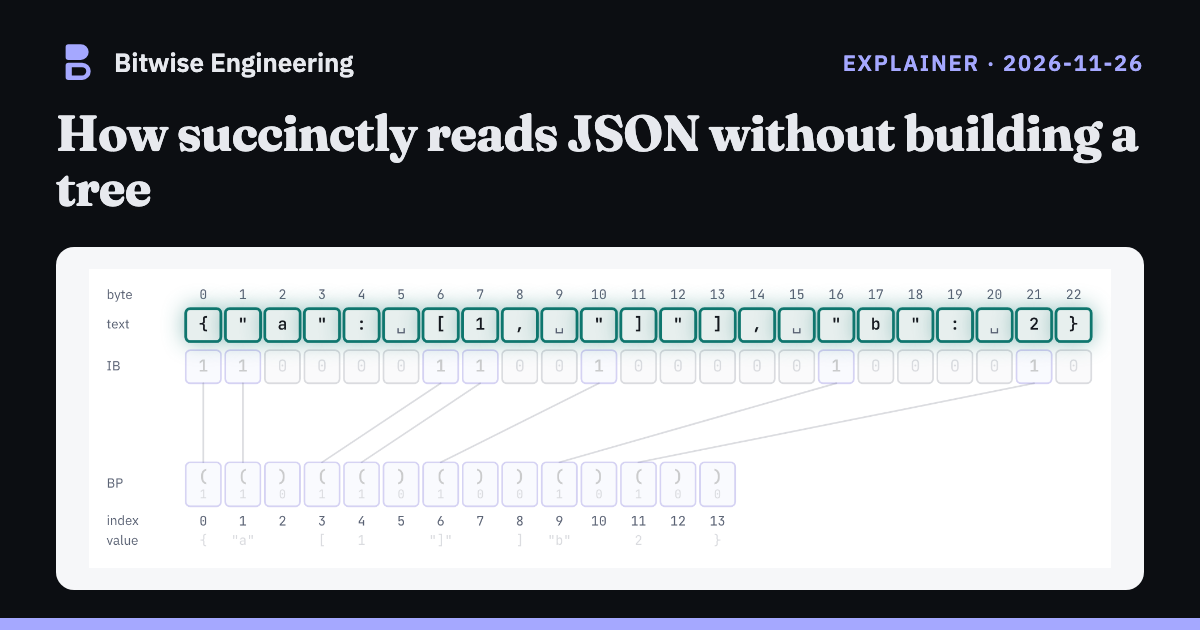 Bitwise Engineering
EXPLAINER · 2026-11-26
How succinctly reads JSON without building a
tree
byte 0 1 2 3 4 5 6 7 8 9 10 11 12 13 14 15 16 17 18 19 20 21 22
text { " a " : ␣ [ 1 , ␣ " ] " ] , ␣ " b " : ␣ 2 }
IB 1 1 0 0 0 0 1 1 0 0 1 0 0 0 0 0 1 0 0 0 0 1 0
BP ( ( ) ( ( ) ( ) ) ( ) ( ) )
1 1 0 1 1 0 1 0 0 1 0 1 0 0
index 0 1 2 3 4 5 6 7 8 9 10 11 12 13
value { "a" [ 1 "]" ] "b" 2 }